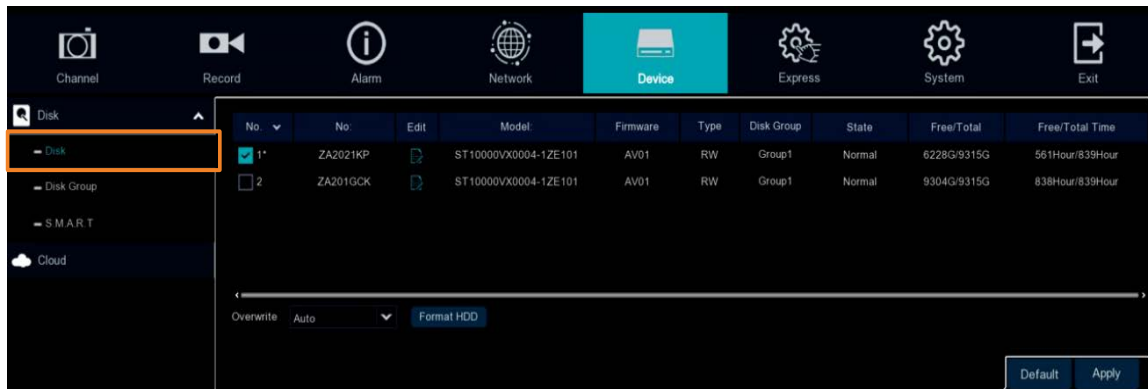 Channel Record Alarm Network Device Express System Exit
Disk
No. No: Edit Model: Firmware Type Disk Group State Free/Total Free/Total Time
Disk
1* ZA2021KP ST10000VX0004-1ZE101 AV01 RW Group1 Normal 6228G/9315G 561Hour/839Hour
Disk Group
2 ZA201GCK ST10000VX0004-1ZE101 AV01 RW Group1 Normal 9304G/9315G 838Hour/839Hour
S.M.A.R.T
Cloud
Overwrite Auto Format HDD
Default Apply